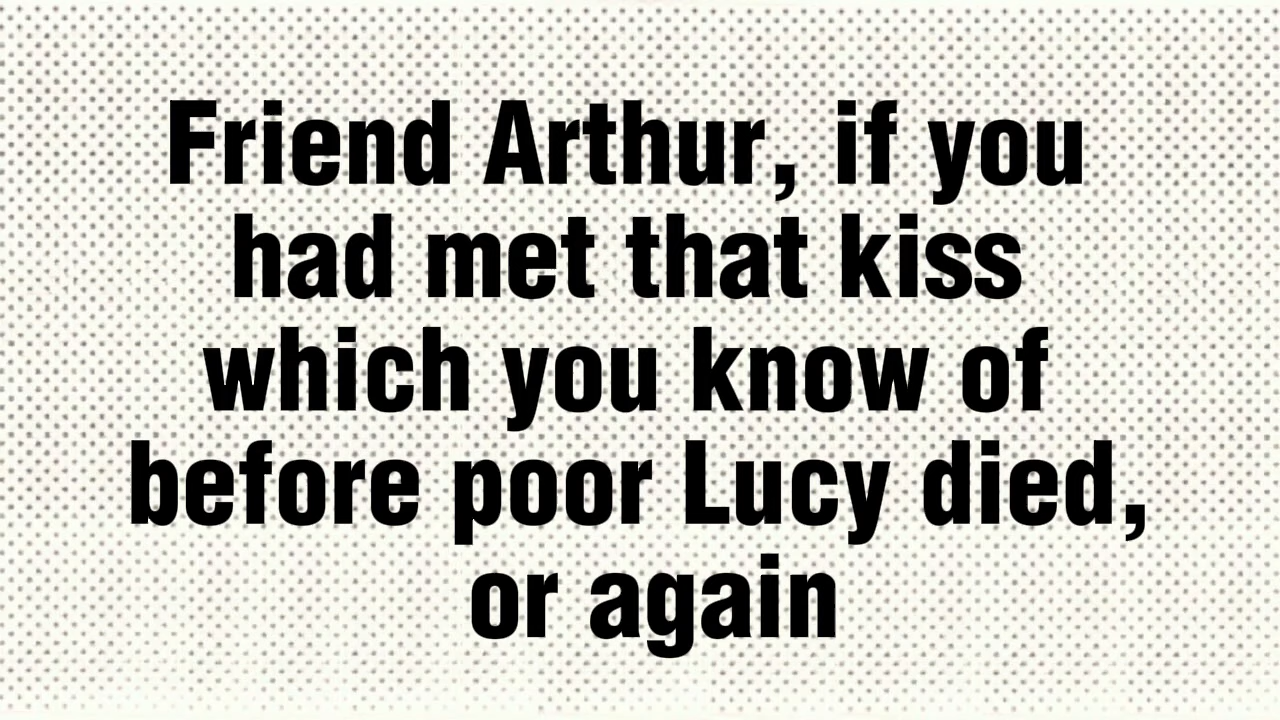 Friend Arthur, if you
had met that kiss
which you know of
before poor Lucy died,
or again